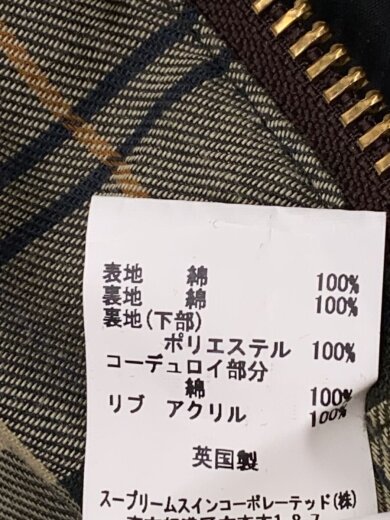 表地 綿 100%
裏地 綿 100%
裏地(下部)
ポリエステル 100%
コーデュロイ部分
綿 100%
リブ アクリル 100%
英国製
スープリームスインコーポレーテッド(株)